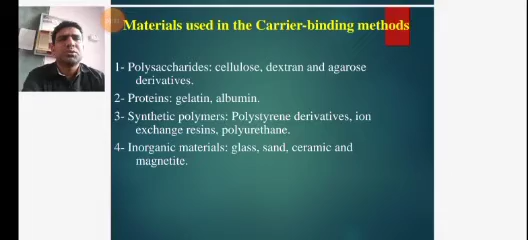 Materials used in the Carrier-binding methods
1- Polysaccharides: cellulose, dextran and agarose
derivatives.
2- Proteins: gelatin, albumin.
3- Synthetic polymers: Polystyrene derivatives, ion
exchange resins, polyurethane.
4- Inorganic materials: glass, sand, ceramic and
magnetite.